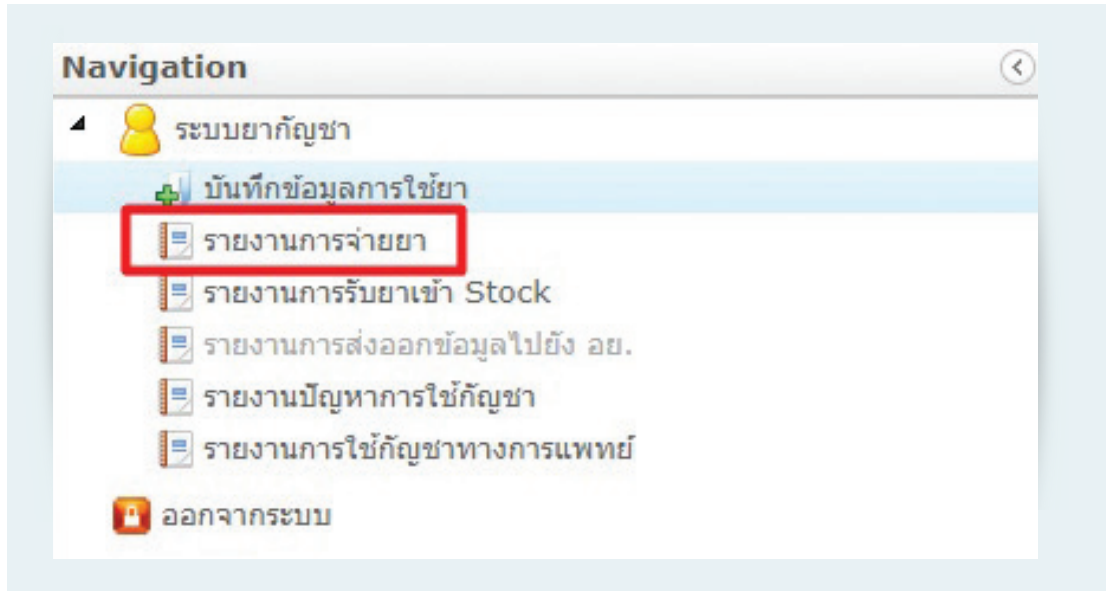 Navigation
ระบบยากัญชา
บันทึกข้อมูลการใช้ยา
รายงานการจ่ายยา
รายงานการรับยาเข้า Stock
รายงานการส่งออกข้อมูลไปยัง อย.
รายงานปัญหาการใช้กัญชา
รายงานการใช้กัญชาทางการแพทย์
ออกจากระบบ